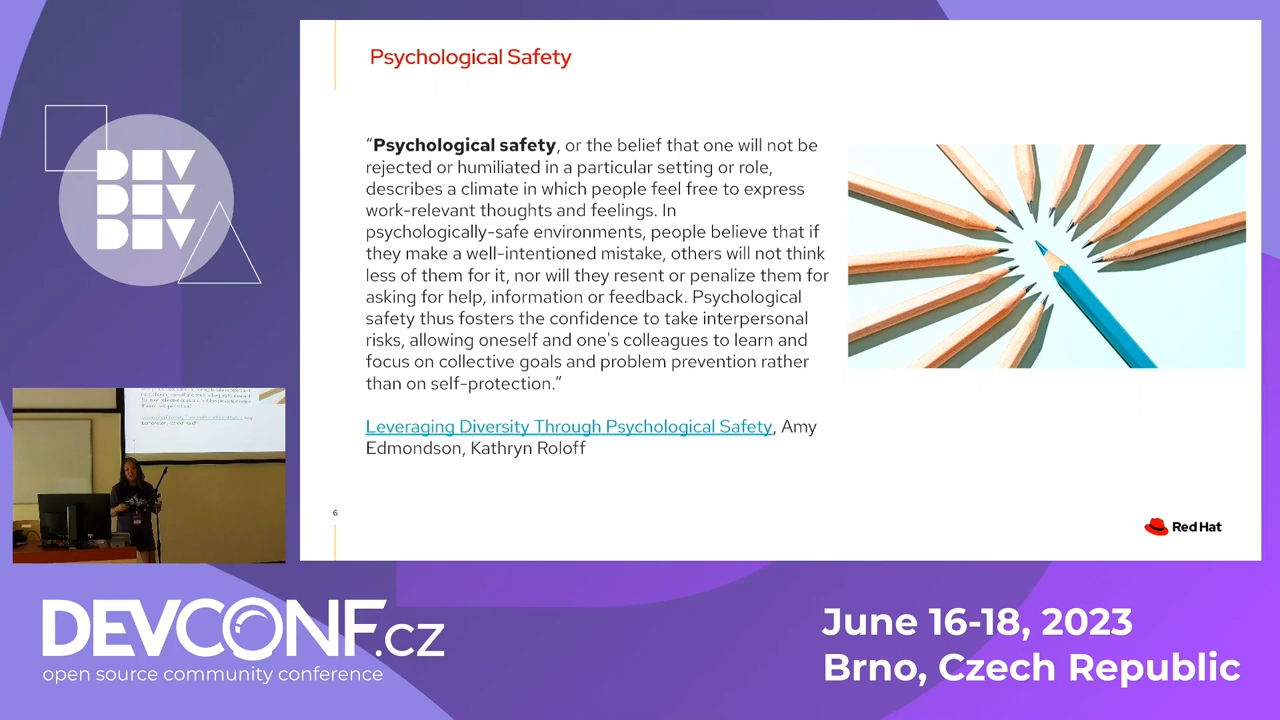 Psychological Safety
“Psychological safety, or the belief that one will not be
rejected or humiliated in a particular setting or role,
describes a climate in which people feel free to express
work-relevant thoughts and feelings. In
psychologically-safe environments, people believe that if
they make a well-intentioned mistake, others will not think
less of them for it, nor will they resent or penalize them for
asking for help, information or feedback. Psychological
safety thus fosters the confidence to take interpersonal
risks, allowing oneself and one's colleagues to learn and
focus on collective goals and problem prevention rather
than on self-protection.”
Leveraging Diversity Through Psychological Safety, Amy
Edmondson, Kathryn Roloff
6
Red Hat
DEV
DEV
DEV
DEVCONF.cz
open source community conference
June 16-18, 2023
Brno, Czech Republic